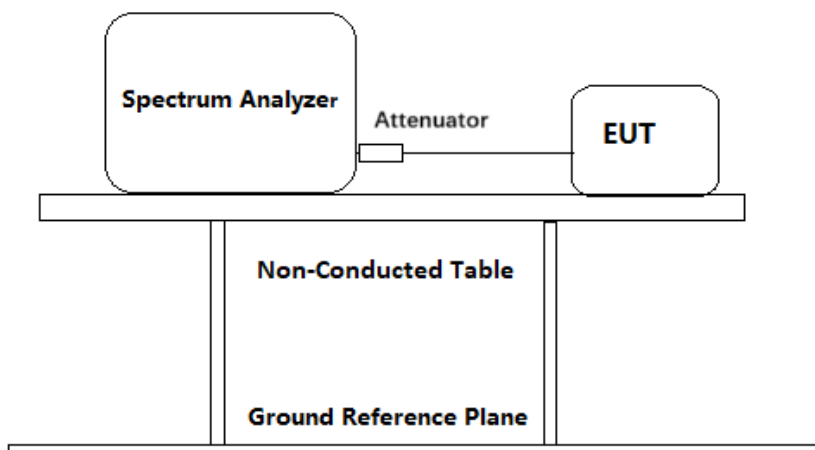 Spectrum Analyzer
Attenuator
EUT
Non-Conducted Table
Ground Reference Plane